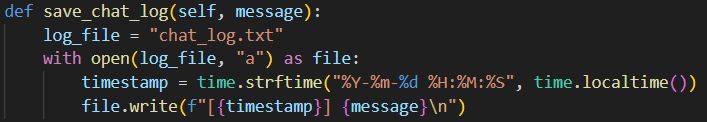 def save_chat_log(self, message):
    log_file = "chat_log.txt"
    with open(log_file, "a") as file:
        timestamp = time.strftime("%Y-%m-%d %H:%M:%S", time.localtime())
        file.write(f"[{timestamp}] {message}\n")